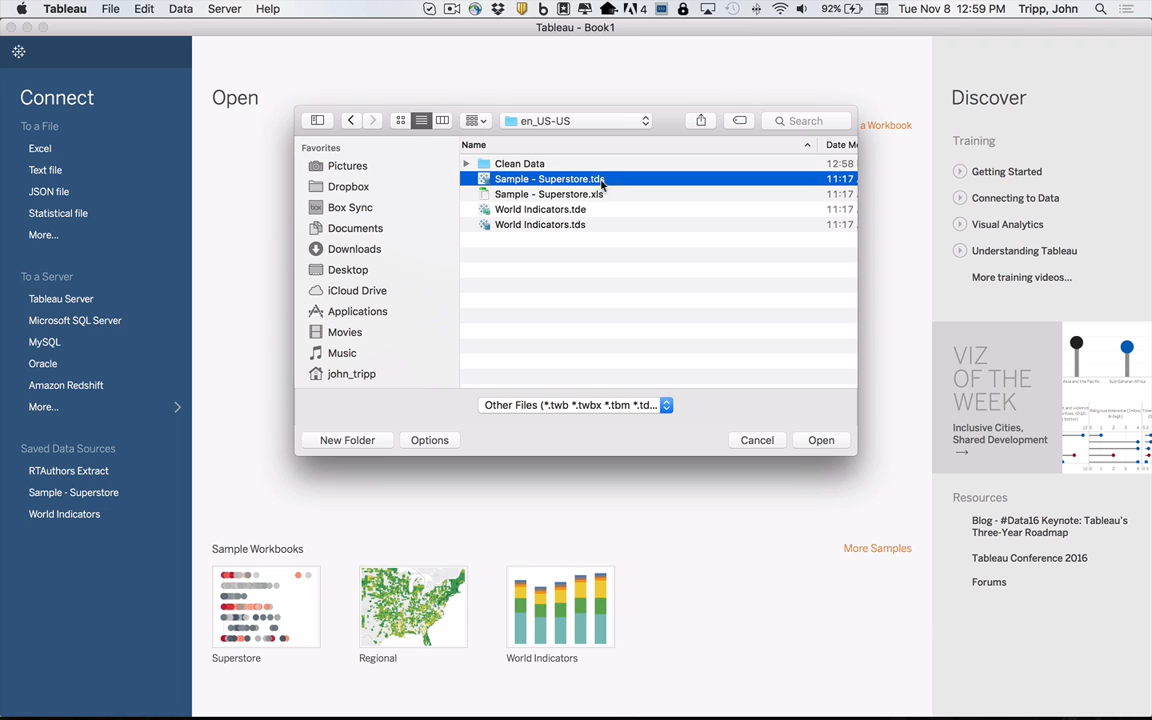 Tableau File Edit Data Server Help 4 92% Tue Nov 8 12:59 PM Tripp, John
Tableau - Book1
Connect
To a File
Excel
Text file
JSON file
Statistical file
More...
To a Server
Tableau Server
Microsoft SQL Server
MySQL
Oracle
Amazon Redshift
More...
Saved Data Sources
RTAuthors Extract
Sample - Superstore
World Indicators
Open
a Workbook
en_US-US
Search
Favorites
Pictures
Dropbox
Box Sync
Documents
Downloads
Desktop
iCloud Drive
Applications
Movies
Music
john_tripp
Name Date M
Clean Data 12:58
Sample - Superstore.tds 11:17
Sample - Superstore.xls 11:17
World Indicators.tde 11:17
World Indicators.tds 11:17
Other Files (*.twb *.twbx *.tbm *.td...
New Folder Options Cancel Open
Sample Workbooks More Samples
Superstore
Regional
World Indicators
Discover
Training
Getting Started
Connecting to Data
Visual Analytics
Understanding Tableau
More training videos...
VIZ
OF THE
WEEK
Inclusive Cities,
Shared Development
Resources
Blog - #Data16 Keynote: Tableau's
Three-Year Roadmap
Tableau Conference 2016
Forums